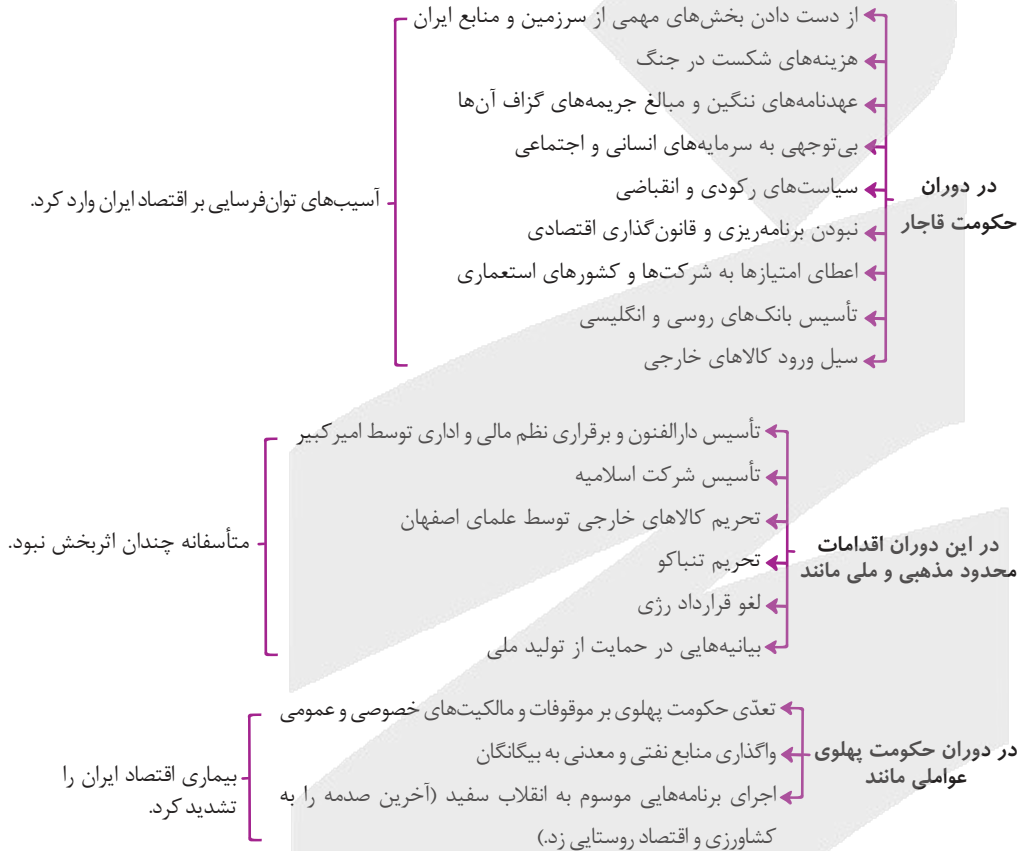 در دوران
حکومت قاجار
از دست دادن بخش‌های مهمی از سرزمین و منابع ایران
هزینه‌های شکست در جنگ
عهدنامه‌های ننگین و مبالغ جریمه‌های گزاف آن‌ها
بی‌توجهی به سرمایه‌های انسانی و اجتماعی
سیاست‌های رکودی و انقباضی
نبودن برنامه‌ریزی و قانون‌گذاری اقتصادی
اعطای امتیازها به شرکت‌ها و کشورهای استعماری
تأسیس بانک‌های روسی و انگلیسی
سیل ورود کالاهای خارجی
آسیب‌های توان‌فرسایی بر اقتصاد ایران وارد کرد.
در این دوران اقدامات
محدود مذهبی و ملی مانند
تأسیس دارالفنون و برقراری نظم مالی و اداری توسط امیرکبیر
تأسیس شرکت اسلامیه
تحریم کالاهای خارجی توسط علمای اصفهان
تحریم تنباکو
لغو قرارداد رژی
بیانیه‌هایی در حمایت از تولید ملی
متأسفانه چندان اثربخش نبود.
در دوران حکومت پهلوی
عواملی مانند
تعدّی حکومت پهلوی بر موقوفات و مالکیت‌های خصوصی و عمومی
واگذاری منابع نفتی و معدنی به بیگانگان
اجرای برنامه‌هایی موسوم به انقلاب سفید (آخرین صدمه را به
کشاورزی و اقتصاد روستایی زد.)
بیماری اقتصاد ایران را
تشدید کرد.